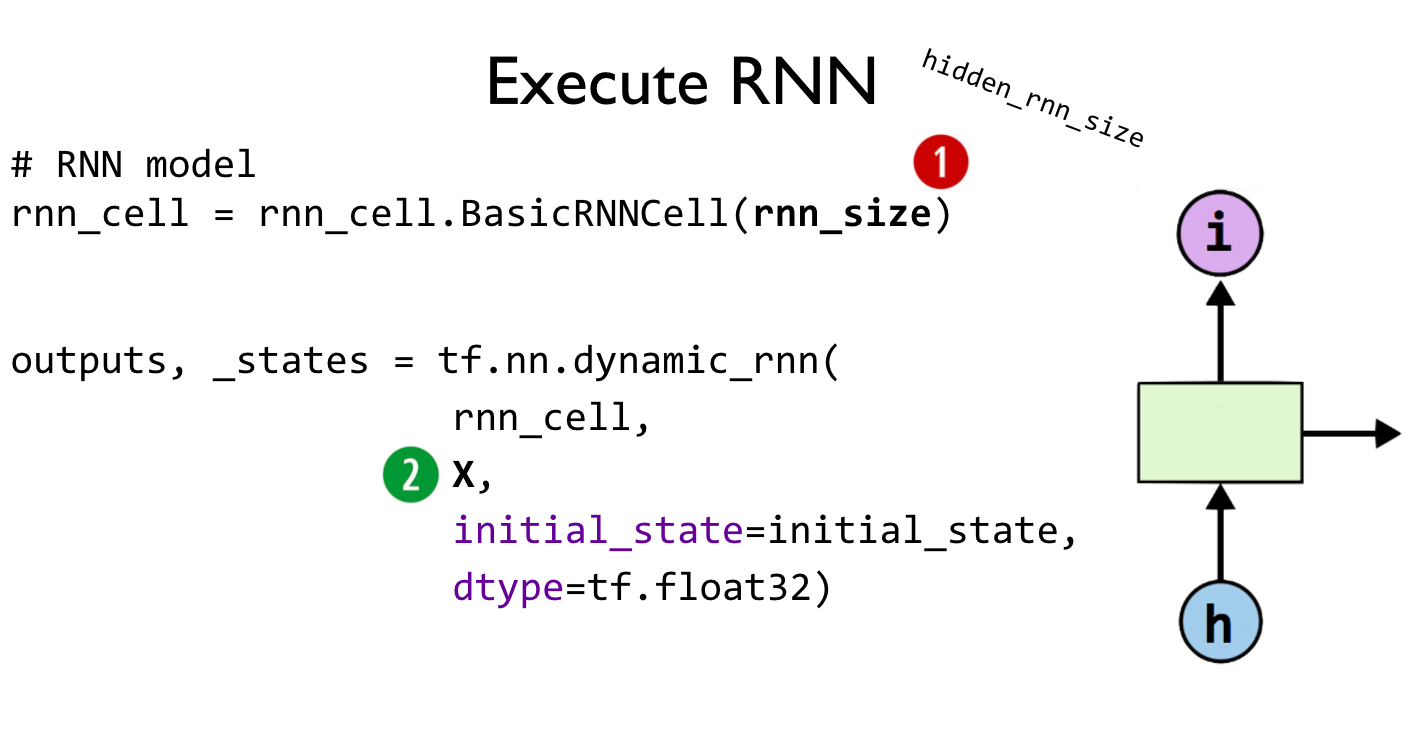 Execute RNN
hidden_rnn_size
# RNN model
1
rnn_cell = rnn_cell.BasicRNNCell(rnn_size)
i
outputs, _states = tf.nn.dynamic_rnn(
rnn_cell,
2 X,
initial_state=initial_state,
dtype=tf.float32)
h